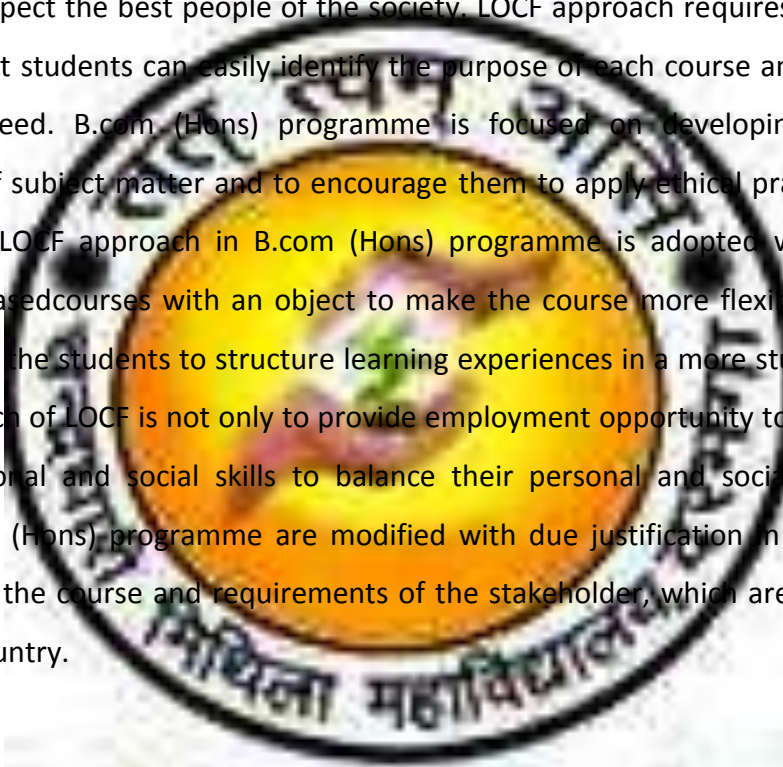 pect the best people of the society. LOCF approach requires
t students can easily identify the purpose of each course an
eed. B.com (Hons) programme is focused on developin
f subject matter and to encourage them to apply ethical pra
LOCF approach in B.com (Hons) programme is adopted
asedcourses with an object to make the course more flexi
the students to structure learning experiences in a more stu
ch of LOCF is not only to provide employment opportunity to
onal and social skills to balance their personal and socia
(Hons) programme are modified with due justification in
the course and requirements of the stakeholder, which are
untry.
मिथिला महाविद्यालय